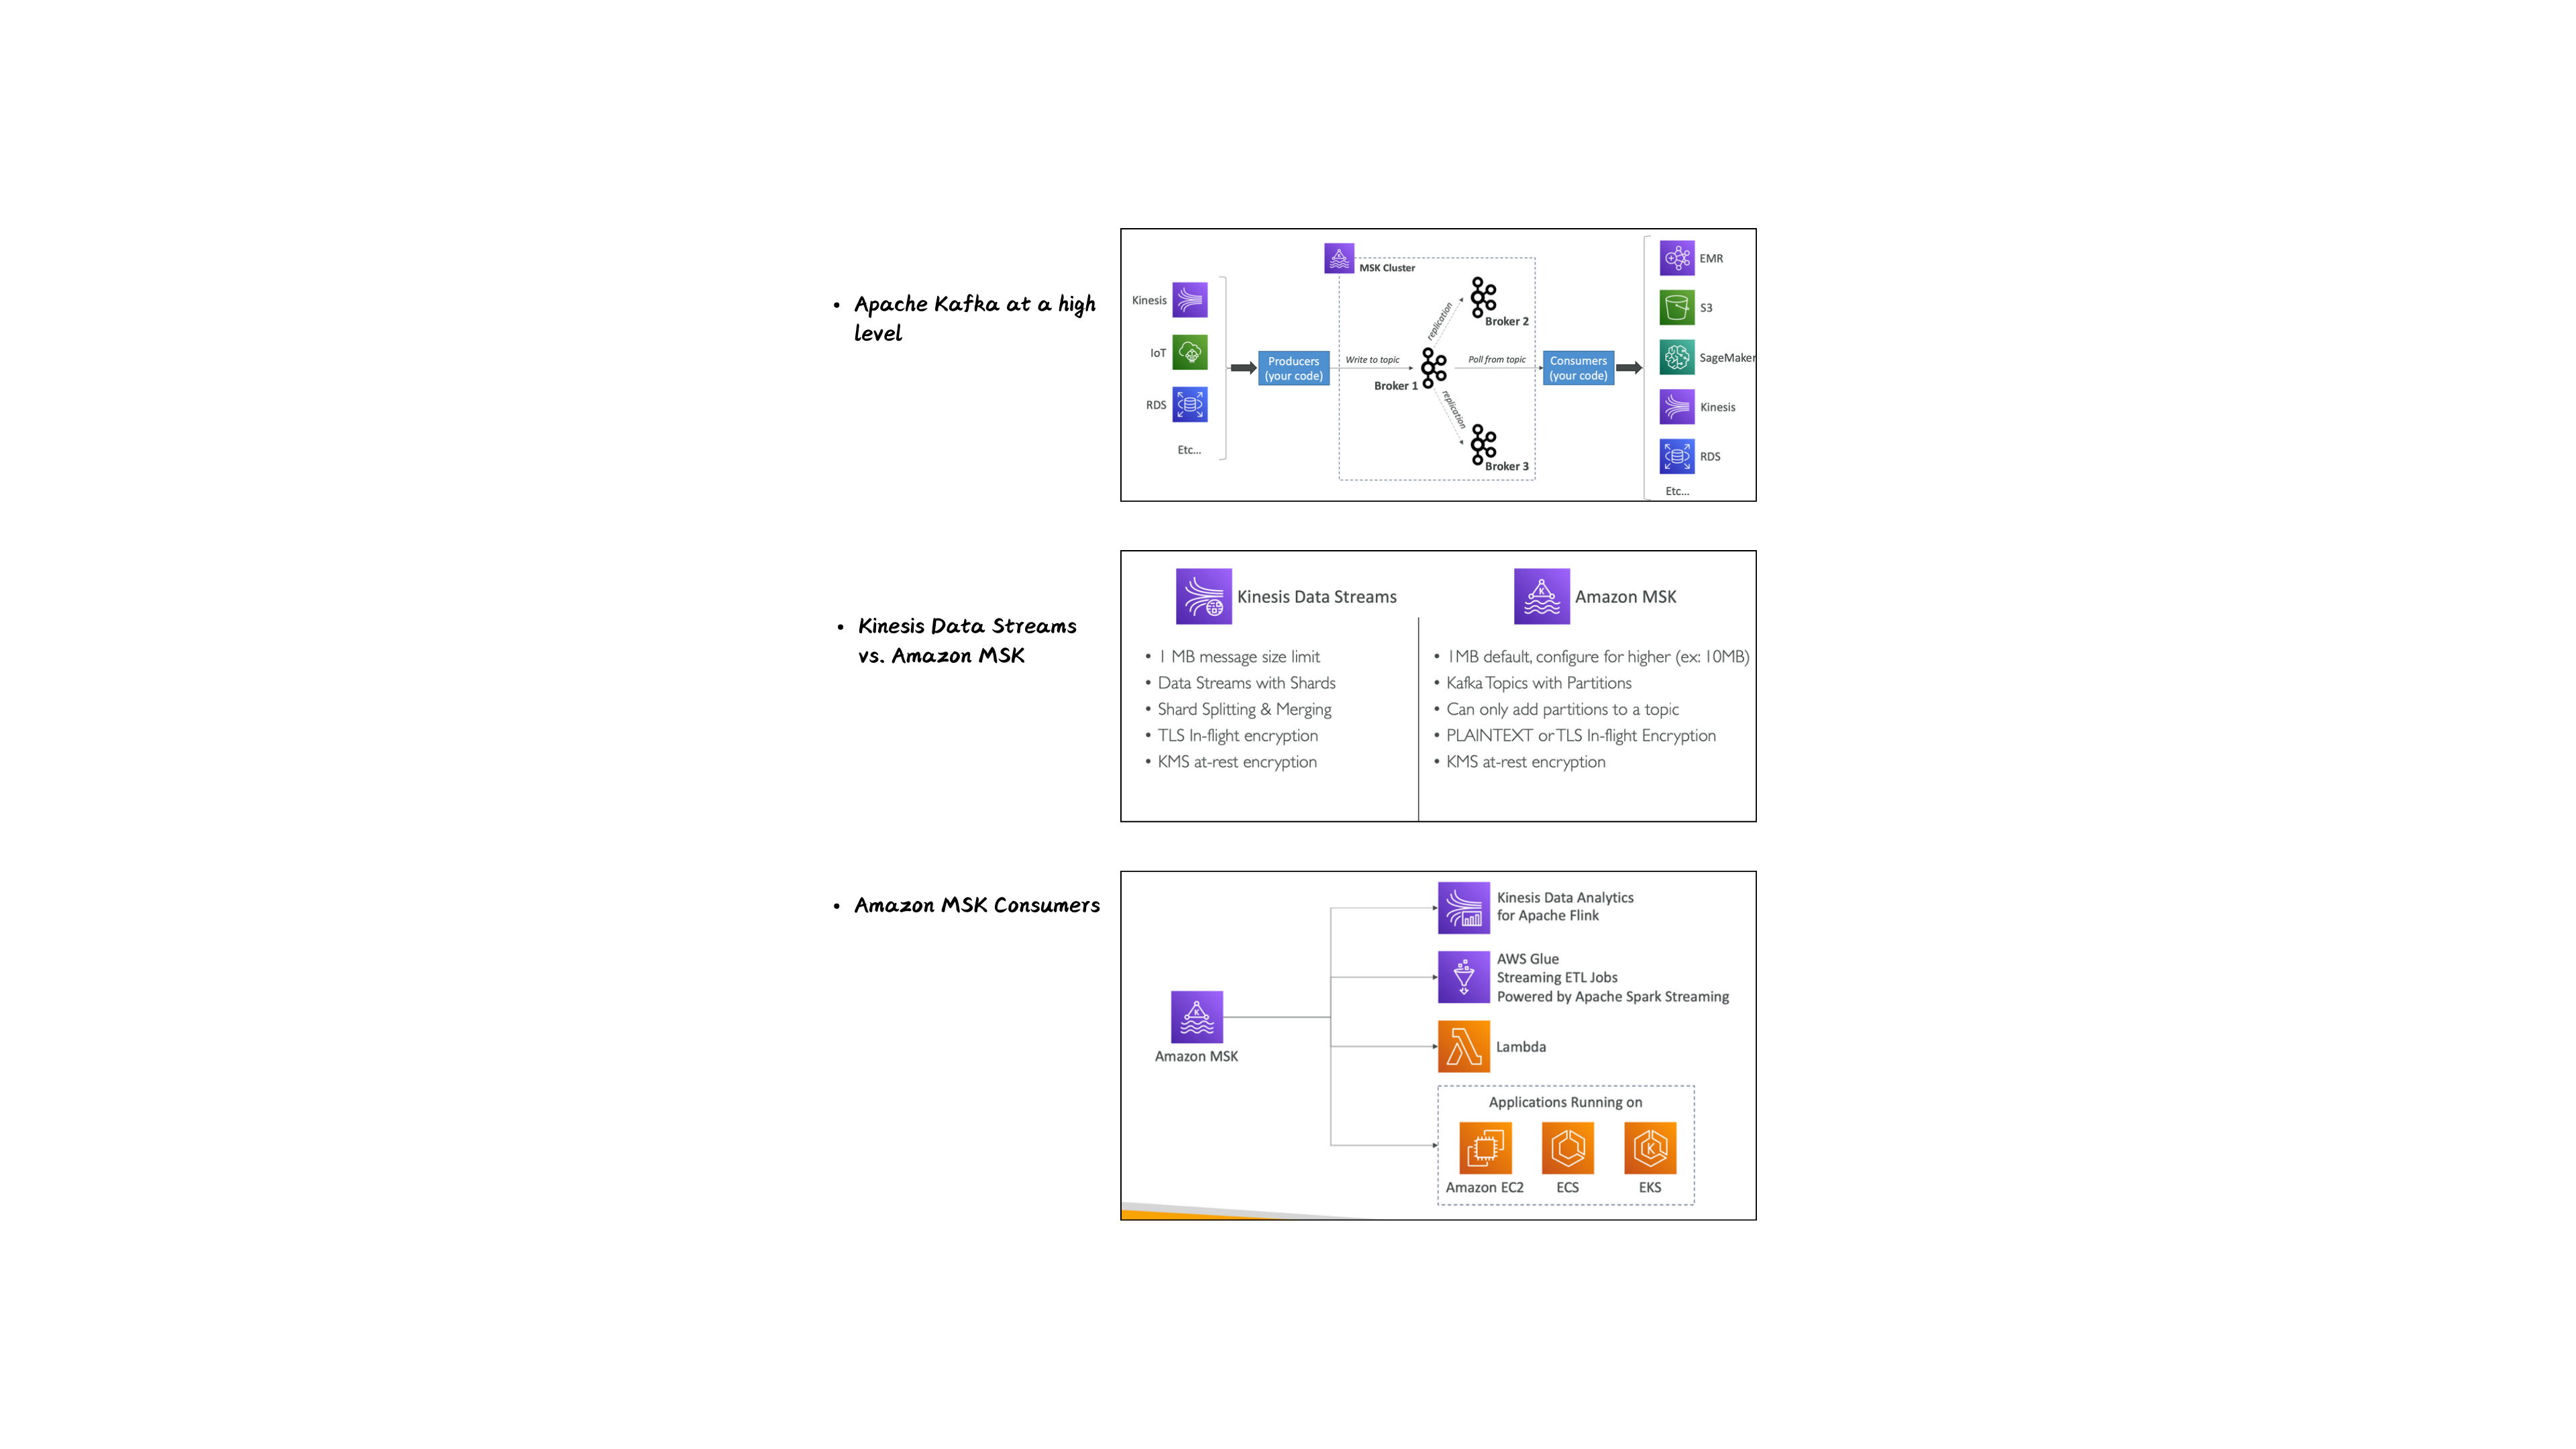 • Apache Kafka at a high
level
MSK Cluster
Kinesis
IoT
RDS
Etc...
Producers
(your code)
Write to topic
Broker 1
replication
Broker 2
replication
Broker 3
Poll from topic
Consumers
(your code)
EMR
S3
SageMaker
Kinesis
RDS
Etc...
• Kinesis Data Streams
vs. Amazon MSK
Kinesis Data Streams
• 1 MB message size limit
• Data Streams with Shards
• Shard Splitting & Merging
• TLS In-flight encryption
• KMS at-rest encryption
K
Amazon MSK
• 1MB default, configure for higher (ex: 10MB)
• Kafka Topics with Partitions
• Can only add partitions to a topic
• PLAINTEXT or TLS In-flight Encryption
• KMS at-rest encryption
• Amazon MSK Consumers
K
Amazon MSK
Kinesis Data Analytics
for Apache Flink
AWS Glue
Streaming ETL Jobs
Powered by Apache Spark Streaming
Lambda
Applications Running on
Amazon EC2
ECS
K
EKS